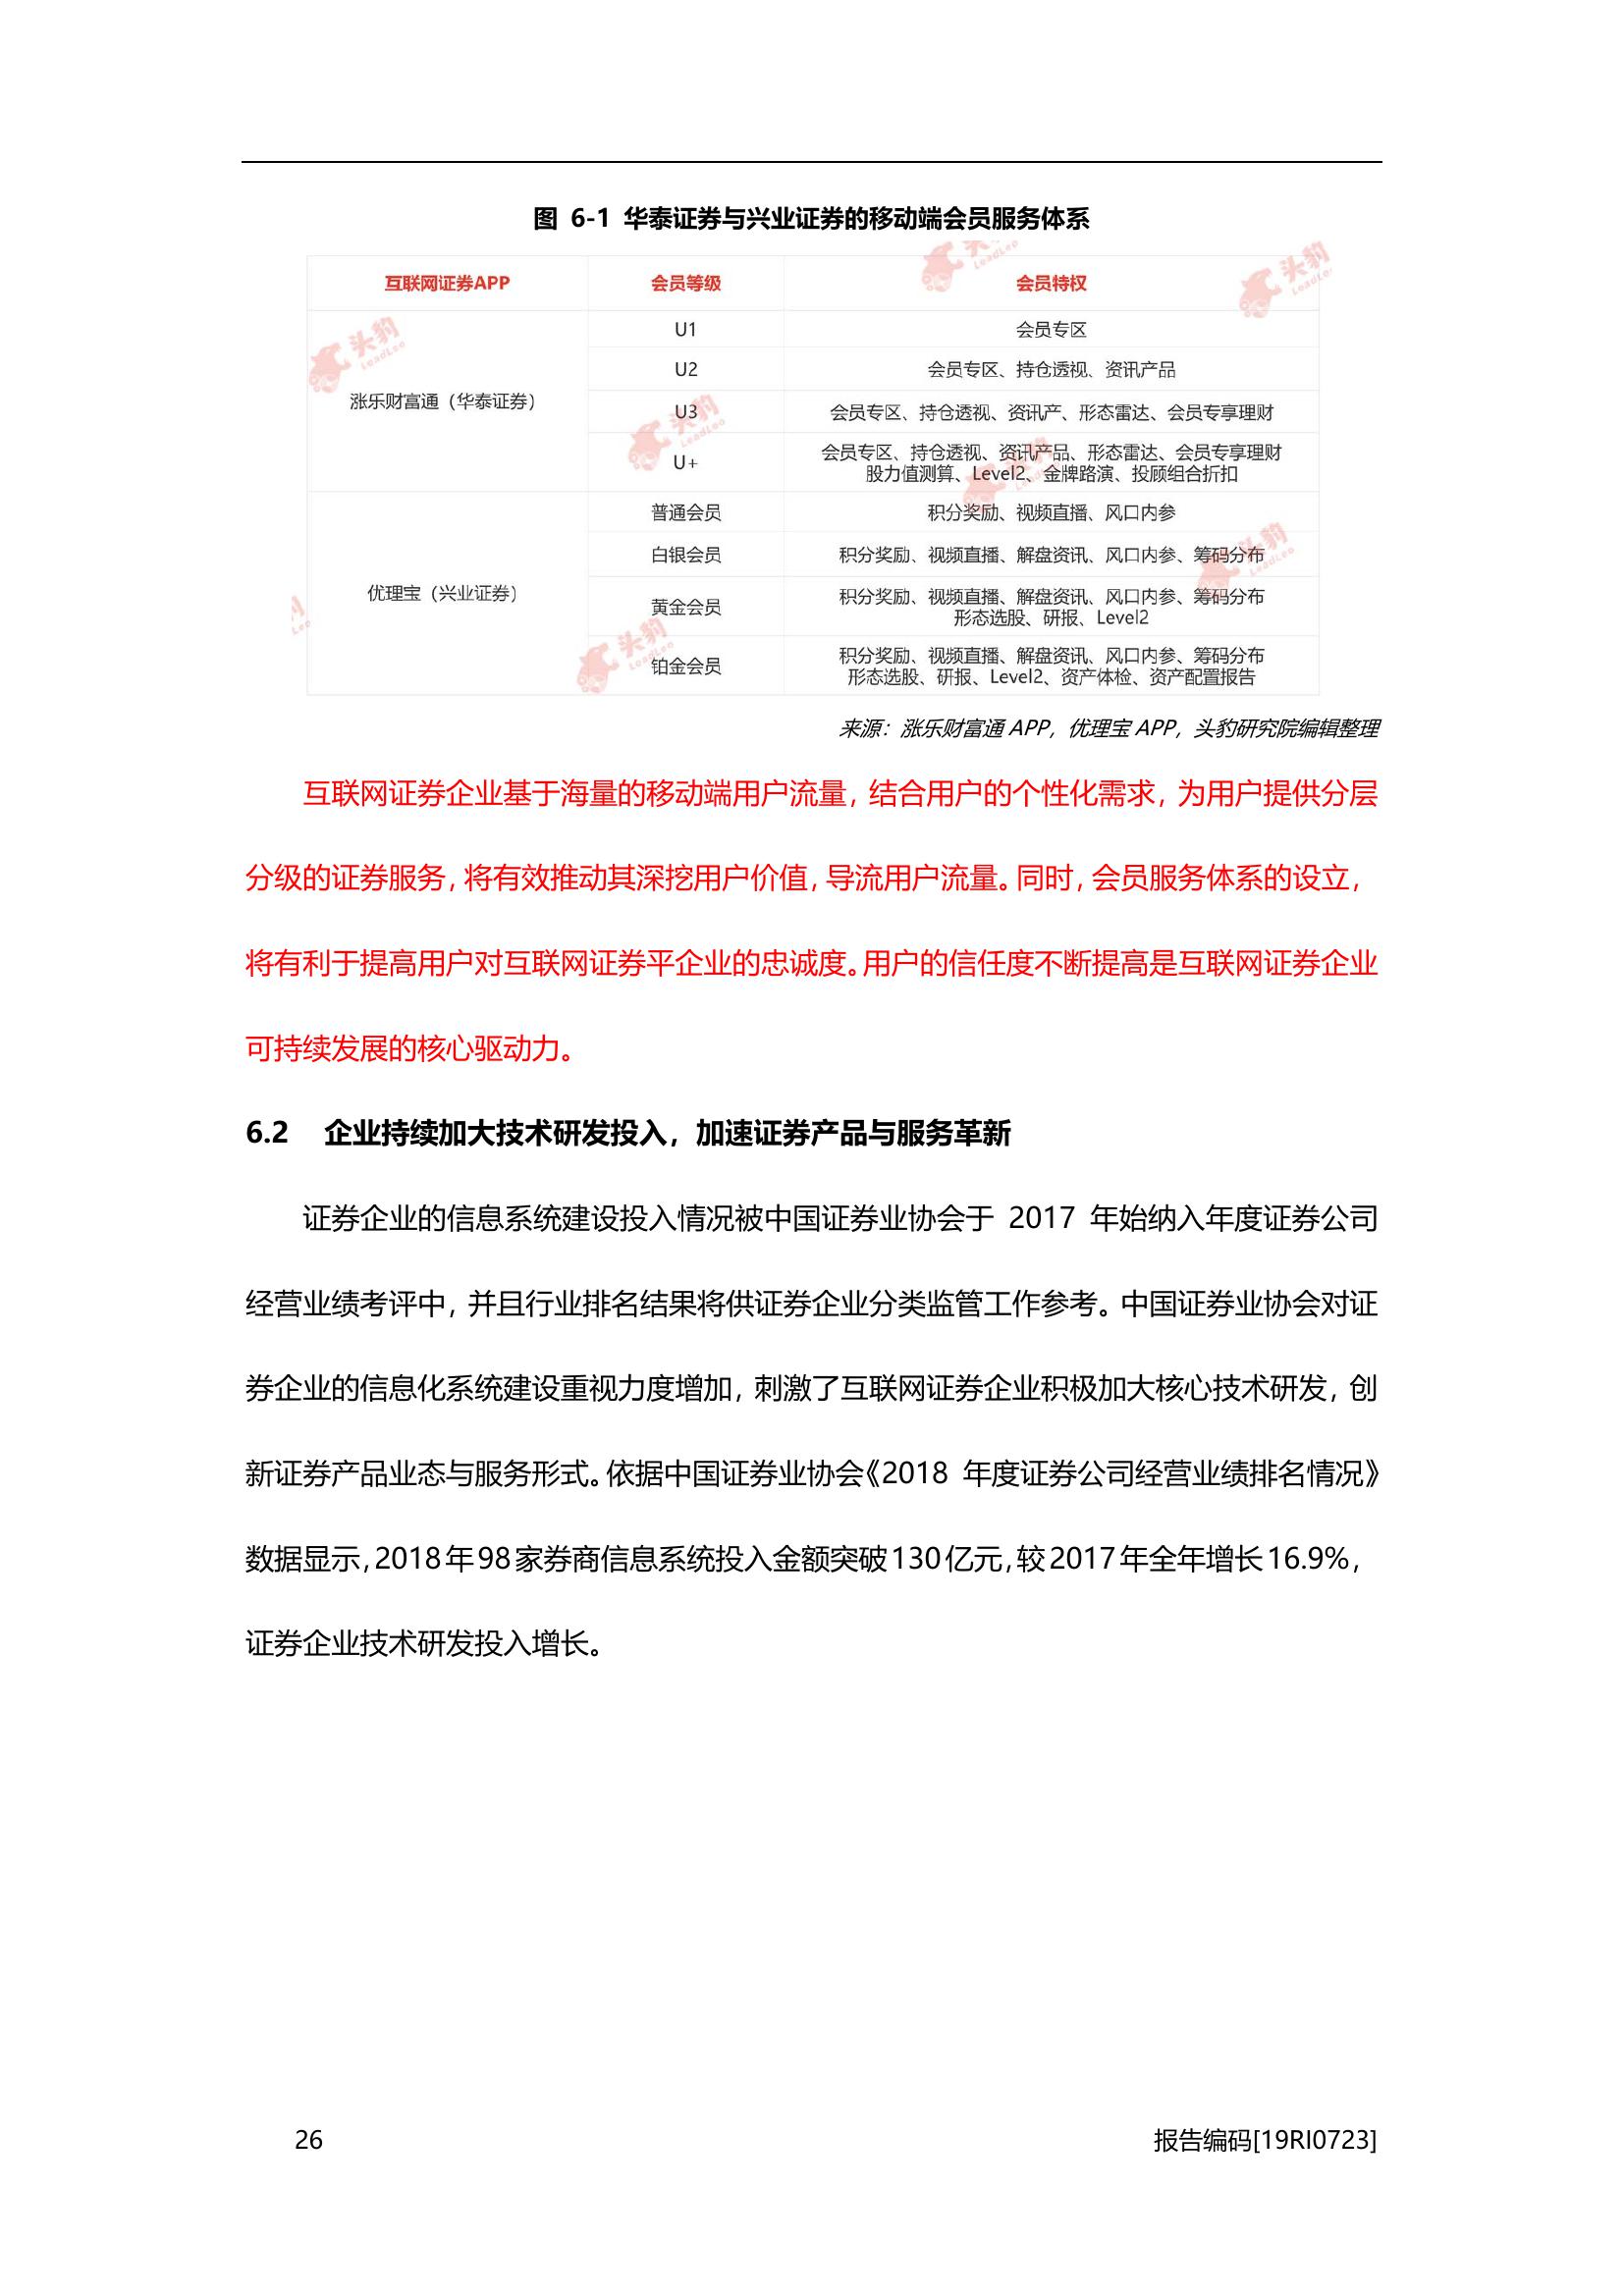 图 6-1 华泰证券与兴业证券的移动端会员服务体系
互联网证券APP 会员等级 会员特权
涨乐财富通（华泰证券）
U1 会员专区
U2 会员专区、持仓透视、资讯产品
U3 会员专区、持仓透视、资讯产、形态雷达、会员专享理财
U+ 会员专区、持仓透视、资讯产品、形态雷达、会员专享理财
股力值测算、Level2、金牌路演、投顾组合折扣
优理宝（兴业证券）
普通会员 积分奖励、视频直播、风口内参
白银会员 积分奖励、视频直播、解盘资讯、风口内参、筹码分布
黄金会员 积分奖励、视频直播、解盘资讯、风口内参、筹码分布
形态选股、研报、Level2
铂金会员 积分奖励、视频直播、解盘资讯、风口内参、筹码分布
形态选股、研报、Level2、资产体检、资产配置报告
头豹 LeadLeo
头豹 LeadLeo
头豹 LeadLeo
头豹 LeadLeo
头豹 LeadLeo
头豹 LeadLeo
来源：涨乐财富通 APP，优理宝 APP，头豹研究院编辑整理
互联网证券企业基于海量的移动端用户流量，结合用户的个性化需求，为用户提供分层
分级的证券服务，将有效推动其深挖用户价值，导流用户流量。同时，会员服务体系的设立，
将有利于提高用户对互联网证券平企业的忠诚度。用户的信任度不断提高是互联网证券企业
可持续发展的核心驱动力。
6.2 企业持续加大技术研发投入，加速证券产品与服务革新
证券企业的信息系统建设投入情况被中国证券业协会于 2017 年始纳入年度证券公司
经营业绩考评中，并且行业排名结果将供证券企业分类监管工作参考。中国证券业协会对证
券企业的信息化系统建设重视力度增加，刺激了互联网证券企业积极加大核心技术研发，创
新证券产品业态与服务形式。依据中国证券业协会《2018 年度证券公司经营业绩排名情况》
数据显示，2018年98家券商信息系统投入金额突破130亿元，较2017年全年增长16.9%，
证券企业技术研发投入增长。
26 报告编码[19RI0723]